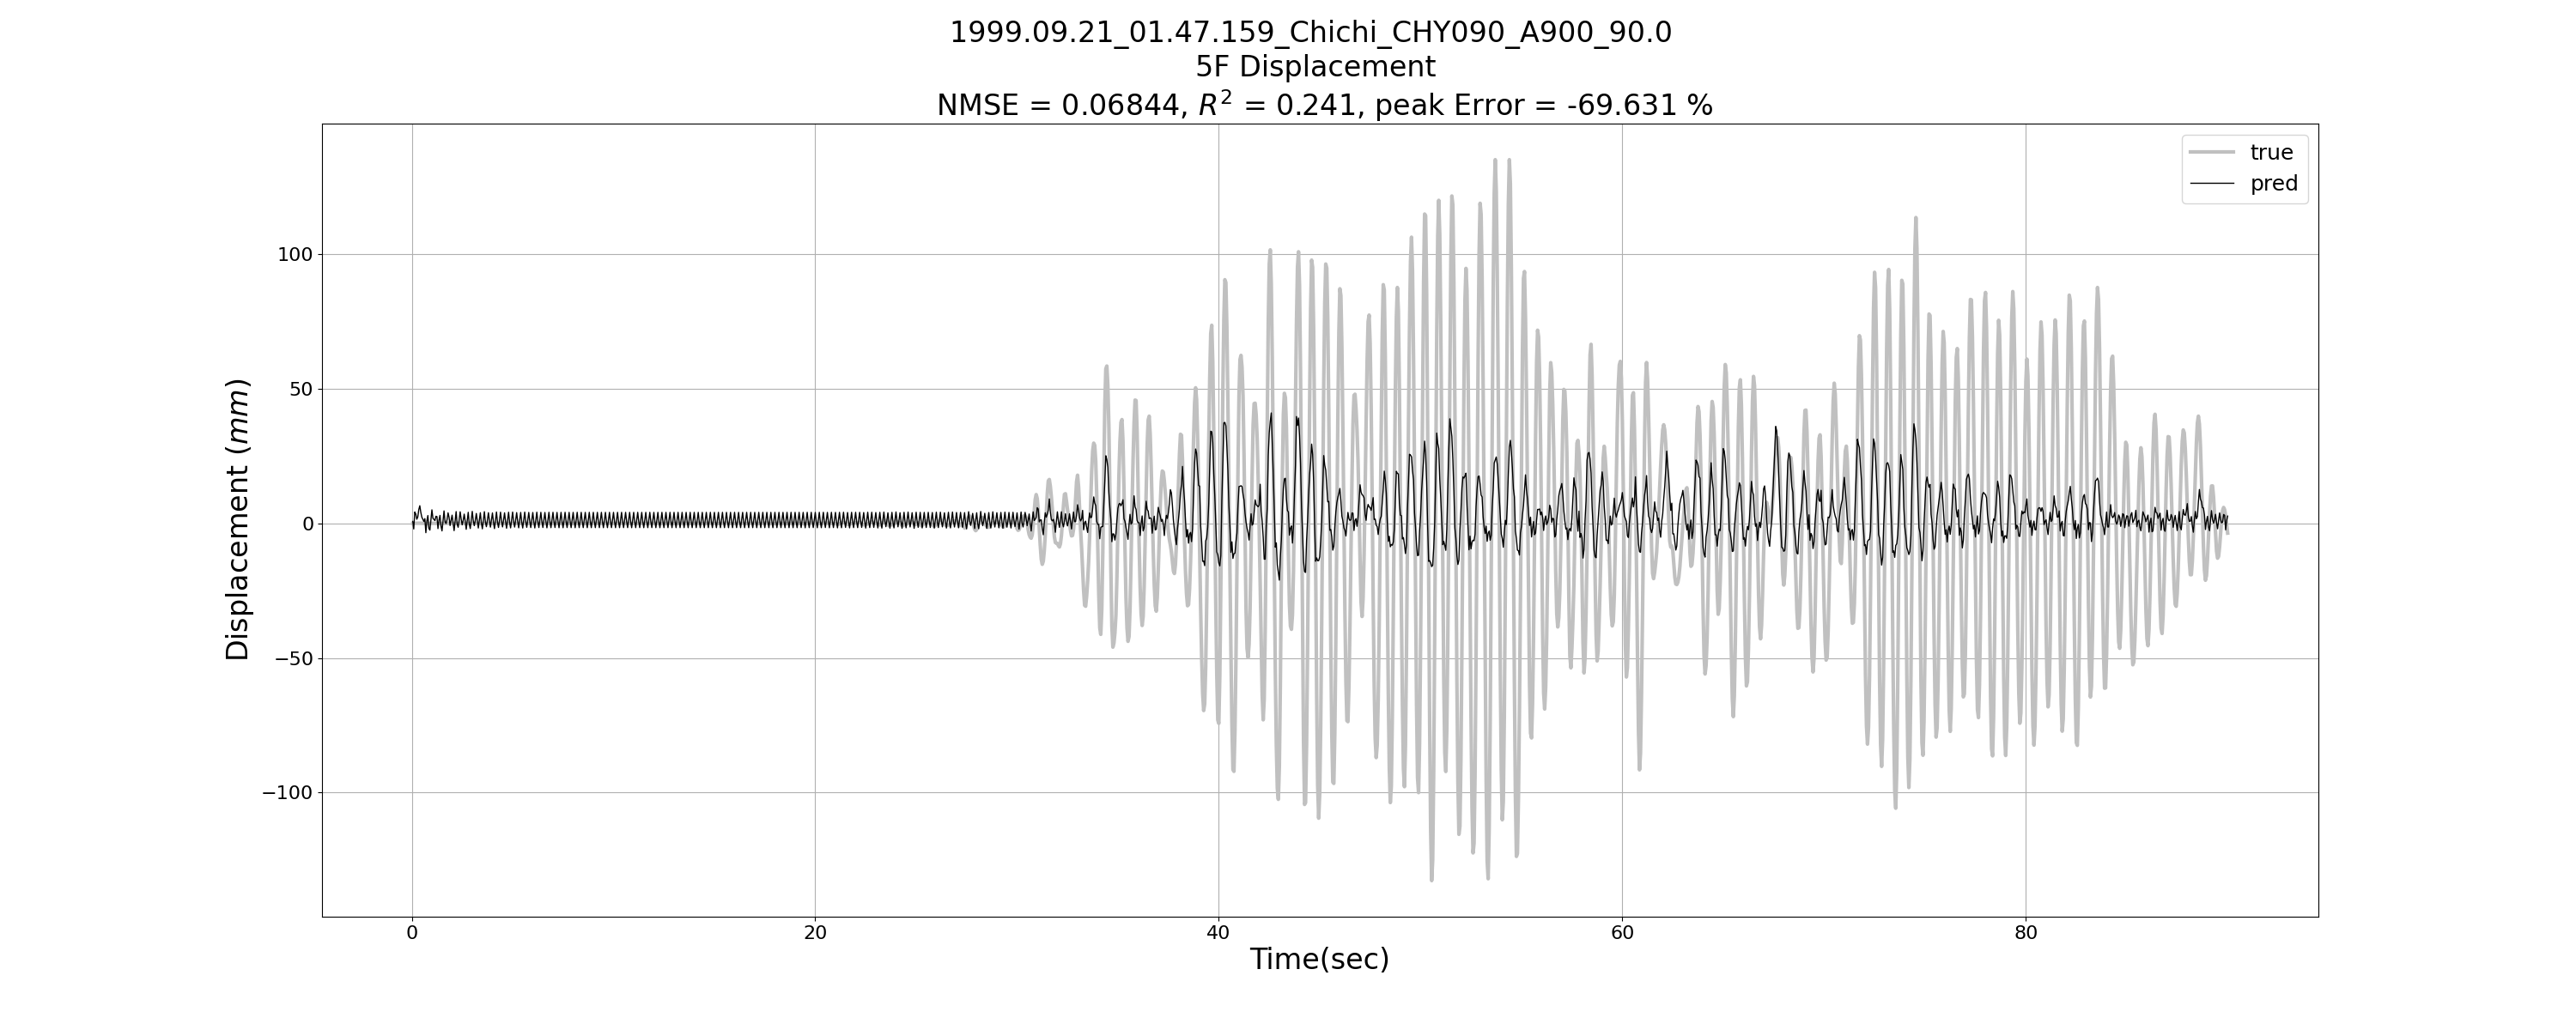 1999.09.21_01.47.159_Chichi_CHY090_A900_90.0
5F Displacement
NMSE = 0.06844, R² = 0.241, peak Error = -69.631 %
true
pred
Displacement (mm)
100
50
0
−50
−100
0 20 40 60 80
Time(sec)